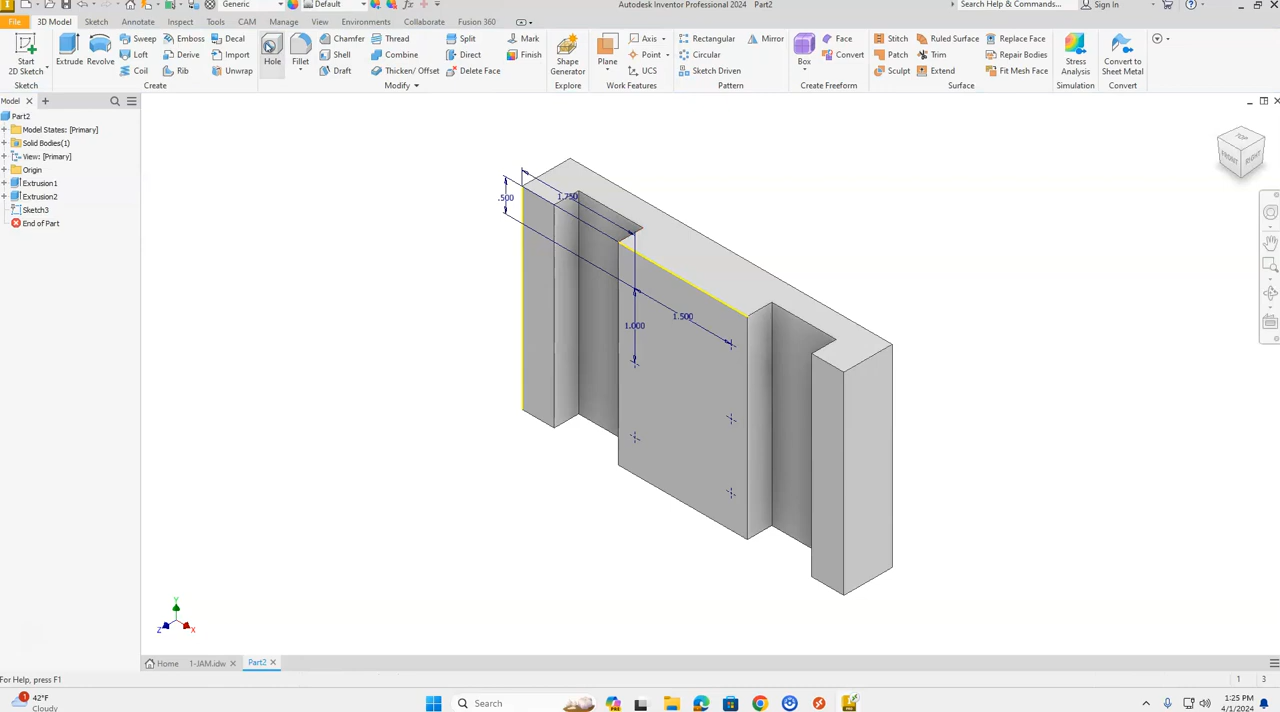 Generic Default Autodesk Inventor Professional 2024 Part2 Search Help & Commands... Sign In
File 3D Model Sketch Annotate Inspect Tools CAM Manage View Environments Collaborate Fusion 360
Start 2D Sketch Extrude Revolve Sweep Emboss Decal Hole Fillet Chamfer Thread Split Mark Shape Generator Plane Axis Rectangular Mirror Box Face Stitch Ruled Surface Replace Face Stress Analysis Convert to Sheet Metal
Loft Derive Import Shell Combine Direct Finish Point Circular Convert Patch Trim Repair Bodies
Coil Rib Unwrap Draft Thicken/ Offset Delete Face UCS Sketch Driven Sculpt Extend Fit Mesh Face
Sketch Create Modify Explore Work Features Pattern Create Freeform Surface Simulation Convert
Model
Part2
Model States: [Primary]
Solid Bodies(1)
View: [Primary]
Origin
Extrusion1
Extrusion2
Sketch3
End of Part
TOP
FRONT RIGHT
.500 1.750
1.500
1.000
Y
Z X
Home 1-JAM.idw Part2
For Help, press F1 1 3
1 42°F
Cloudy
Search
1:25 PM
4/1/2024